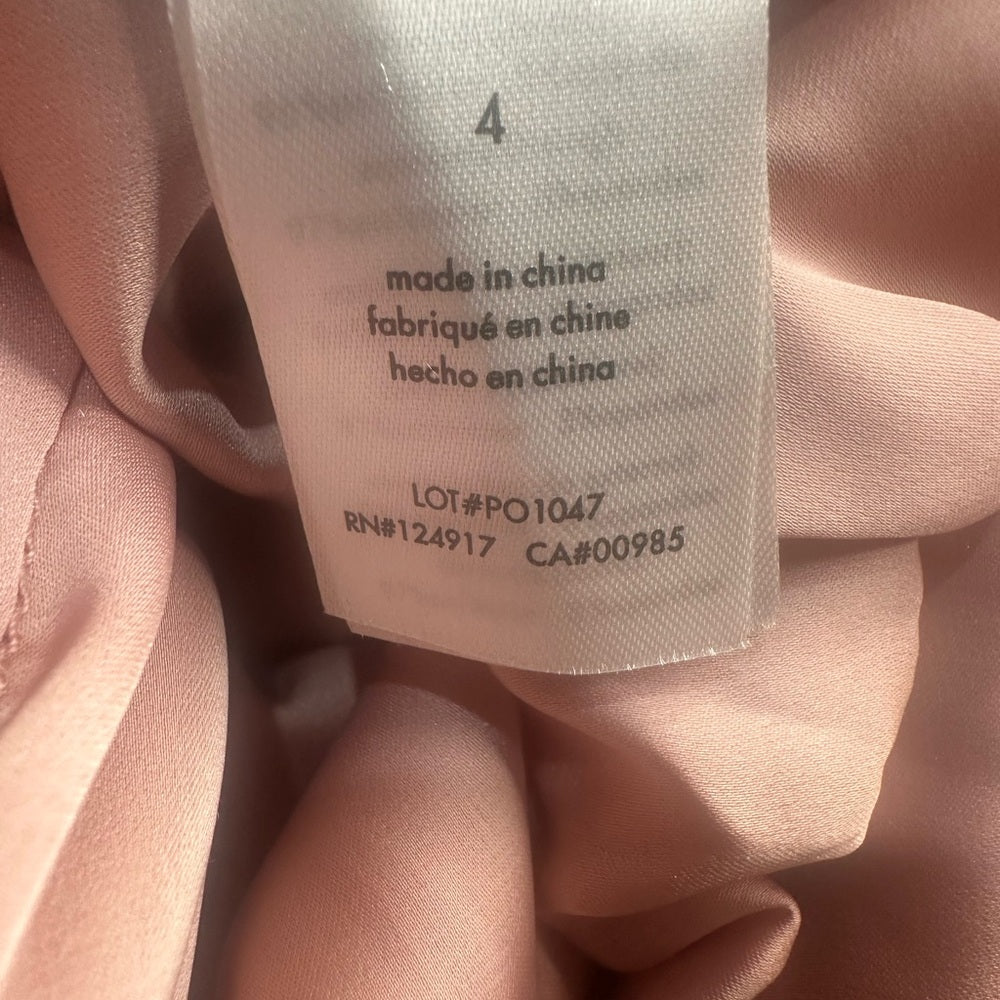 4
made in china
fabriqué en chine
hecho en china
LOT#PO1047
RN#124917 CA#00985